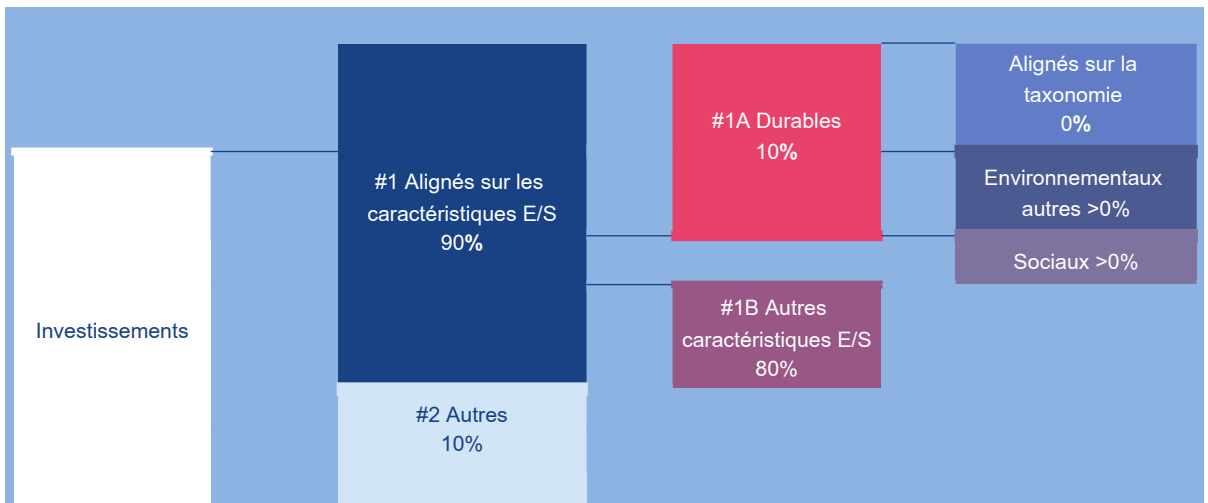 Investissements
#1 Alignés sur les
caractéristiques E/S
90%
#2 Autres
10%
#1A Durables
10%
#1B Autres
caractéristiques E/S
80%
Alignés sur la
taxonomie
0%
Environnementaux
autres >0%
Sociaux >0%